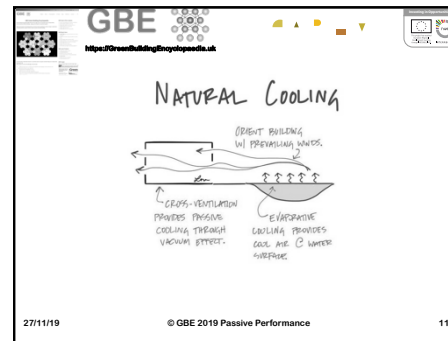 GBE
https://GreenBuildingEncyclopaedia.uk
NATURAL COOLING
ORIENT BUILDING
W/ PREVAILING WINDS.
CROSS-VENTILATION
PROVIDES PASSIVE
COOLING THROUGH
VACUUM EFFECT.
EVAPORATIVE
COOLING PROVIDES
COOL AIR @ WATER
SURFACE.
27/11/19
© GBE 2019 Passive Performance
11